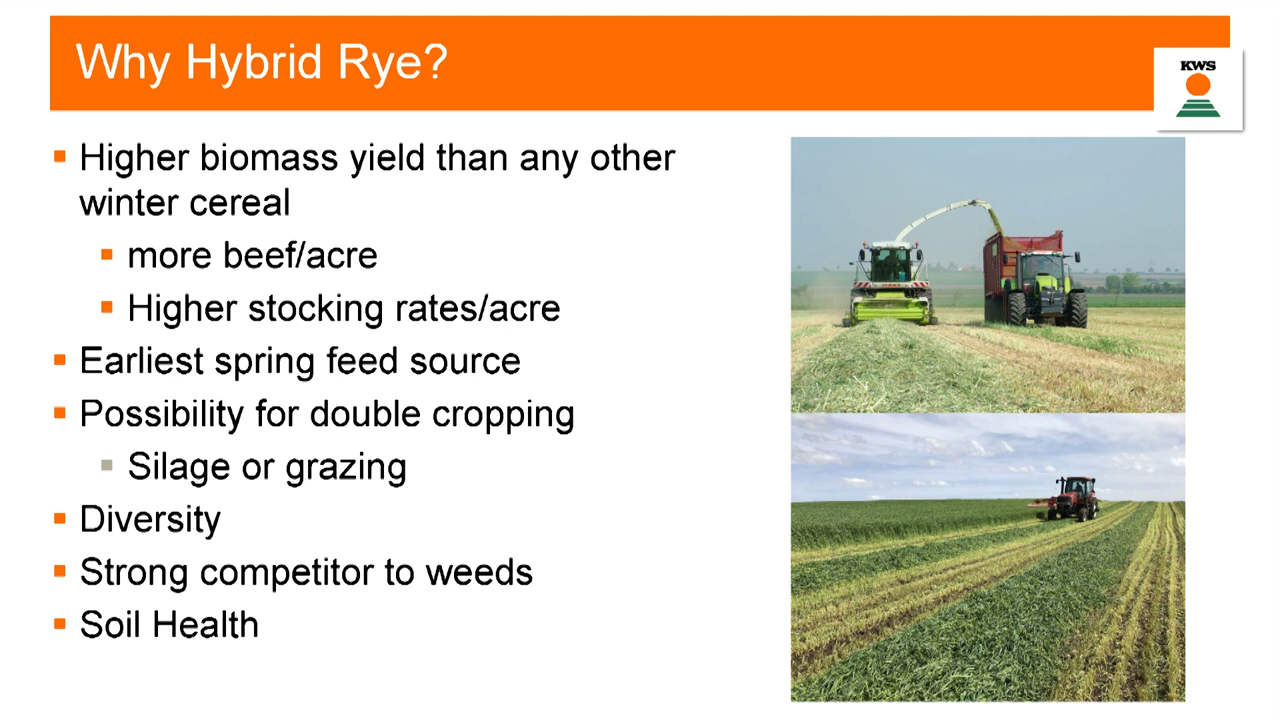 Why Hybrid Rye?
KWS
Higher biomass yield than any other
winter cereal
more beef/acre
Higher stocking rates/acre
Earliest spring feed source
Possibility for double cropping
Silage or grazing
Diversity
Strong competitor to weeds
Soil Health